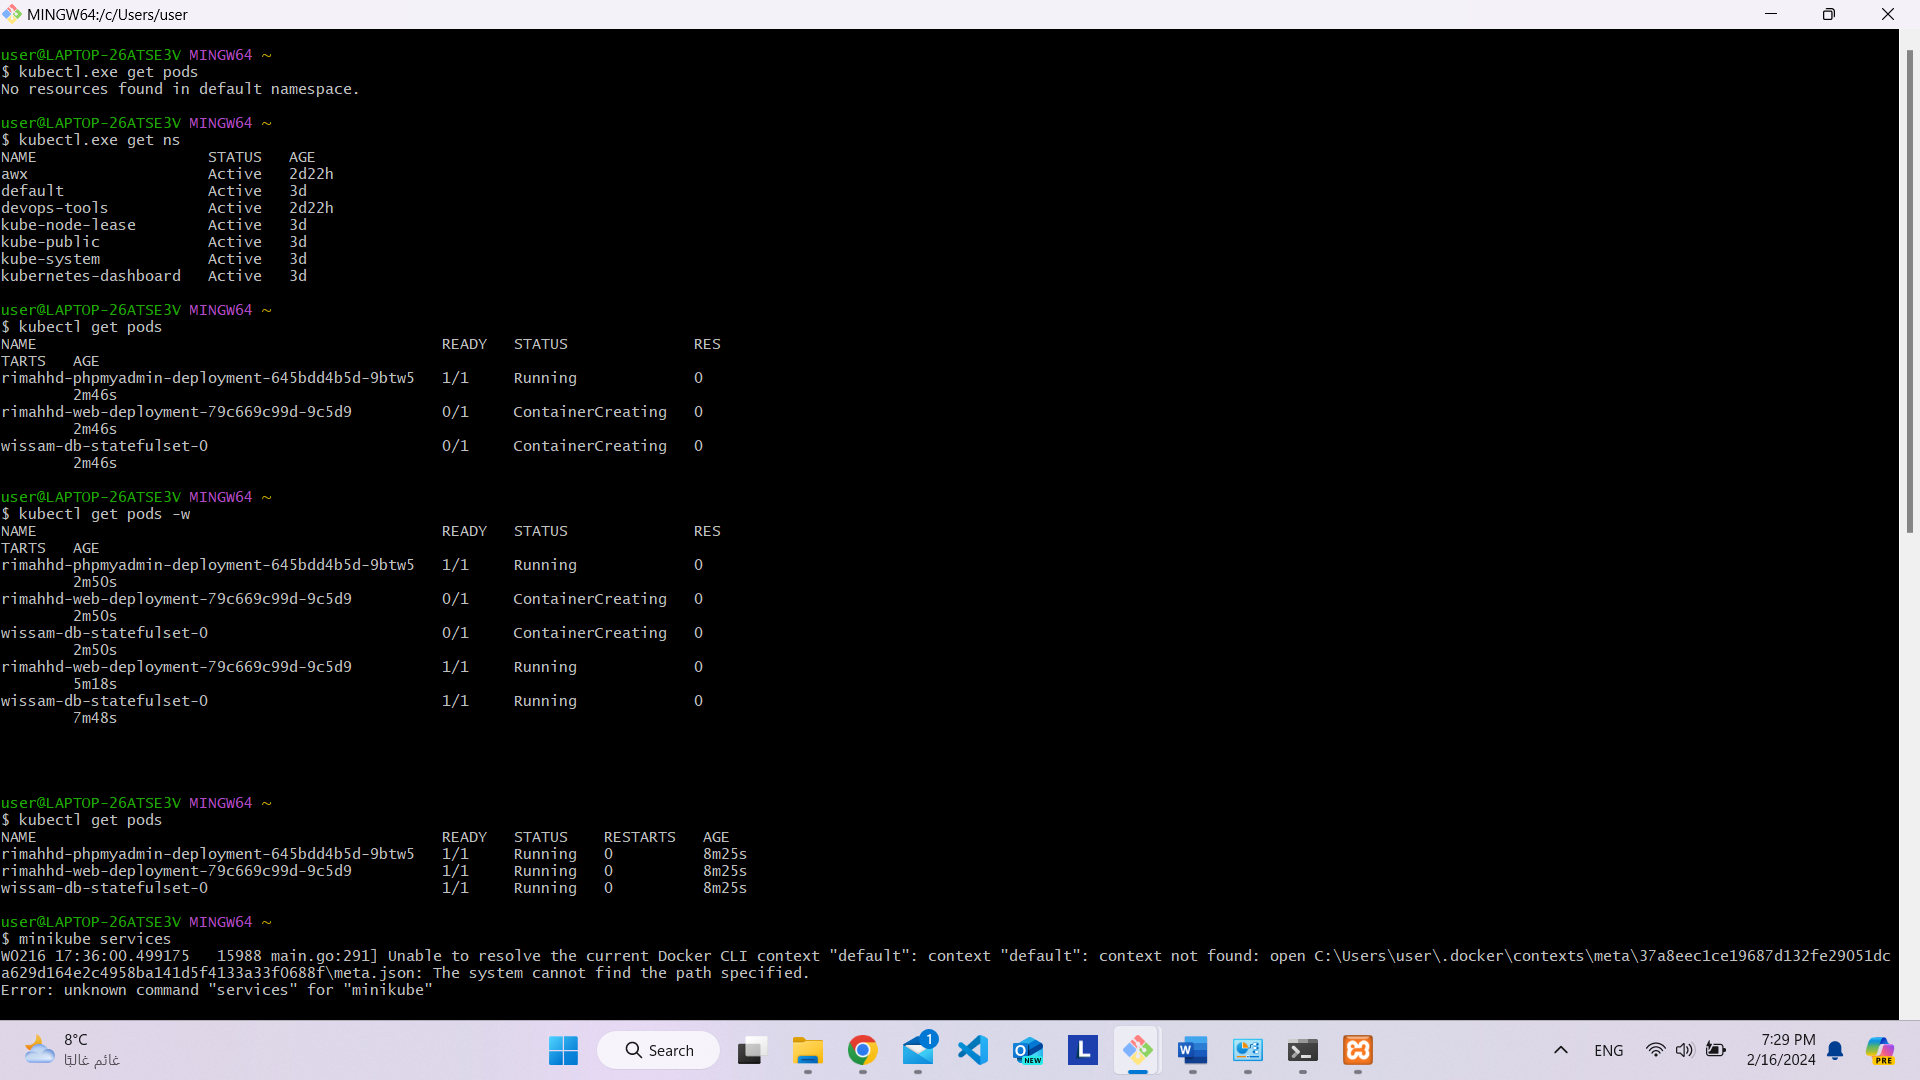 MINGW64:/c/Users/user
user@LAPTOP-26ATSE3V MINGW64 ~
$ kubectl.exe get pods
No resources found in default namespace.
user@LAPTOP-26ATSE3V MINGW64 ~
$ kubectl.exe get ns
NAME STATUS AGE
awx Active 2d22h
default Active 3d
devops-tools Active 2d22h
kube-node-lease Active 3d
kube-public Active 3d
kube-system Active 3d
kubernetes-dashboard Active 3d
user@LAPTOP-26ATSE3V MINGW64 ~
$ kubectl get pods
NAME READY STATUS RES
TARTS AGE
rimahhd-phpmyadmin-deployment-645bdd4b5d-9btw5 1/1 Running 0
2m46s
rimahhd-web-deployment-79c669c99d-9c5d9 0/1 ContainerCreating 0
2m46s
wissam-db-statefulset-0 0/1 ContainerCreating 0
2m46s
user@LAPTOP-26ATSE3V MINGW64 ~
$ kubectl get pods -w
NAME READY STATUS RES
TARTS AGE
rimahhd-phpmyadmin-deployment-645bdd4b5d-9btw5 1/1 Running 0
2m50s
rimahhd-web-deployment-79c669c99d-9c5d9 0/1 ContainerCreating 0
2m50s
wissam-db-statefulset-0 0/1 ContainerCreating 0
2m50s
rimahhd-web-deployment-79c669c99d-9c5d9 1/1 Running 0
5m18s
wissam-db-statefulset-0 1/1 Running 0
7m48s
user@LAPTOP-26ATSE3V MINGW64 ~
$ kubectl get pods
NAME READY STATUS RESTARTS AGE
rimahhd-phpmyadmin-deployment-645bdd4b5d-9btw5 1/1 Running 0 8m25s
rimahhd-web-deployment-79c669c99d-9c5d9 1/1 Running 0 8m25s
wissam-db-statefulset-0 1/1 Running 0 8m25s
user@LAPTOP-26ATSE3V MINGW64 ~
$ minikube services
W0216 17:36:00.499175 15988 main.go:291] Unable to resolve the current Docker CLI context "default": context "default": context not found: open C:\Users\user\.docker\contexts\meta\37a8eec1ce19687d132fe29051dc
a629d164e2c4958ba141d5f4133a33f0688f\meta.json: The system cannot find the path specified.
Error: unknown command "services" for "minikube"
8°C
غائم غالبًا
Search
1
NEW
L
ENG
7:29 PM
2/16/2024
PRE